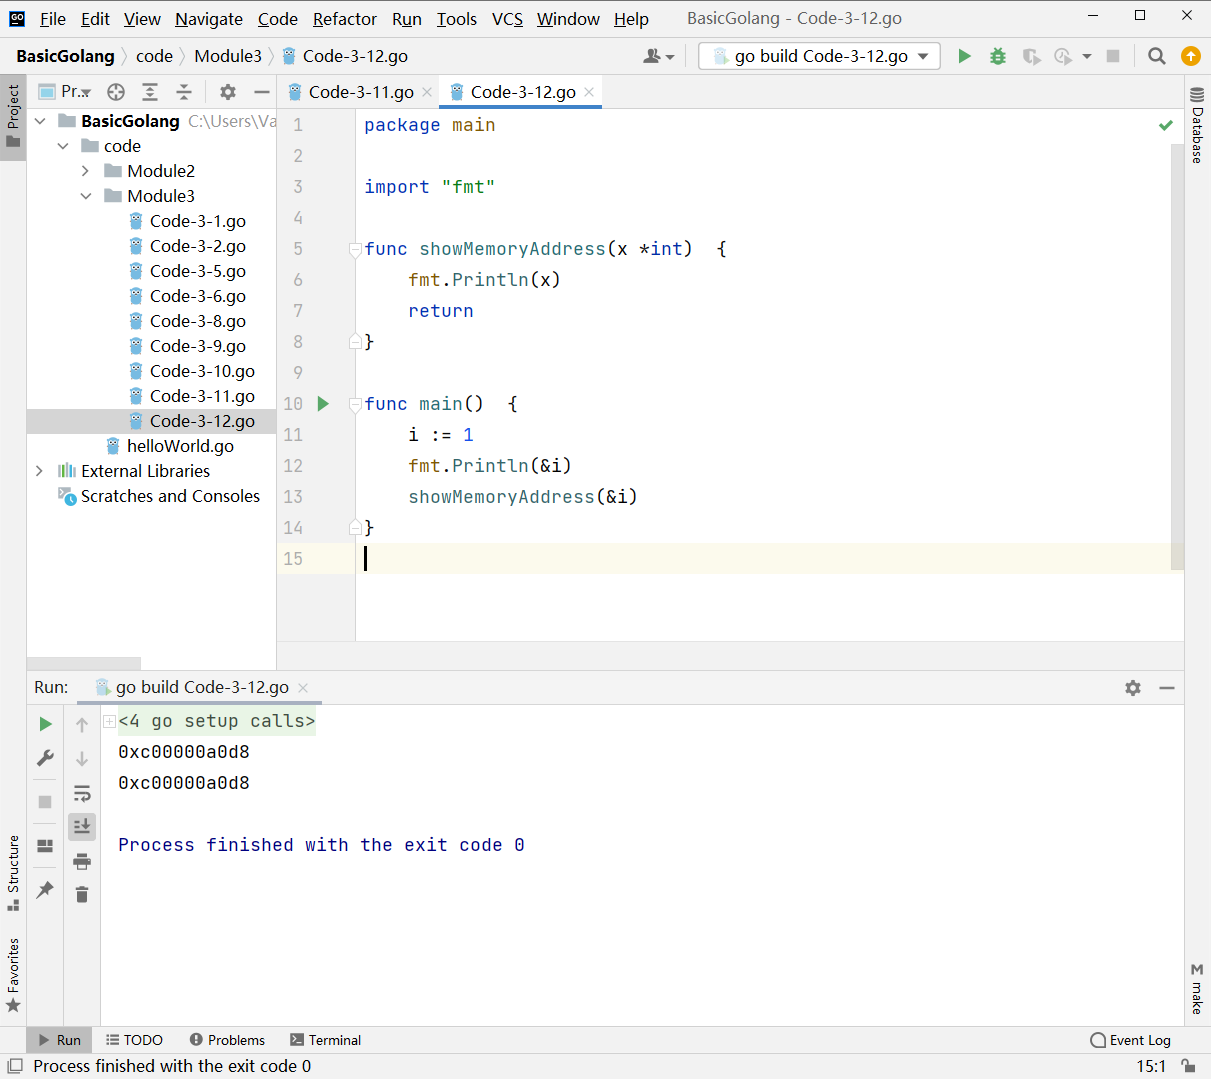 GO File Edit View Navigate Code Refactor Run Tools VCS Window Help BasicGolang - Code-3-12.go
BasicGolang code Module3 Code-3-12.go go build Code-3-12.go
Project
Pr..
Code-3-11.go Code-3-12.go
BasicGolang C:\Users\Va
code
Module2
Module3
Code-3-1.go
Code-3-2.go
Code-3-5.go
Code-3-6.go
Code-3-8.go
Code-3-9.go
Code-3-10.go
Code-3-11.go
Code-3-12.go
helloWorld.go
External Libraries
Scratches and Consoles
1 package main
2
3 import "fmt"
4
5 func showMemoryAddress(x *int)  {
6     fmt.Println(x)
7     return
8 }
9
10 func main()  {
11     i := 1
12     fmt.Println(&i)
13     showMemoryAddress(&i)
14 }
15
Database
Run: go build Code-3-12.go
<4 go setup calls>
0xc00000a0d8
0xc00000a0d8
Process finished with the exit code 0
Structure
Favorites
M make
Run TODO Problems Terminal Event Log
Process finished with the exit code 0 15:1